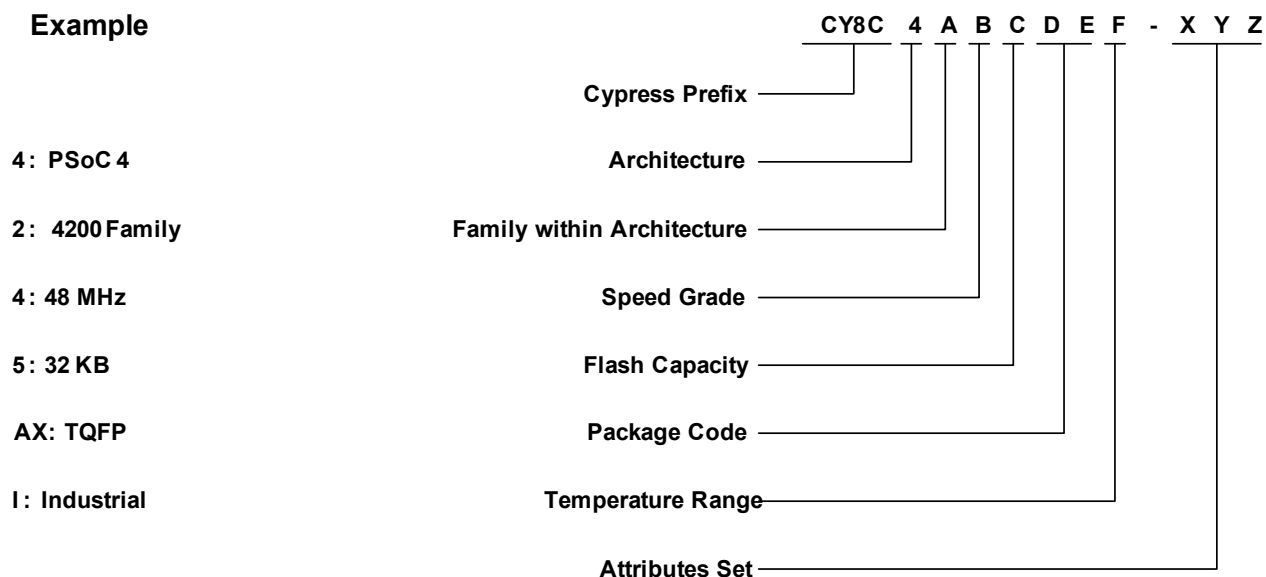 Example CY8C 4 A B C D E F - X Y Z
Cypress Prefix
4: PSoC 4 Architecture
2: 4200 Family Family within Architecture
4: 48 MHz Speed Grade
5: 32 KB Flash Capacity
AX: TQFP Package Code
I: Industrial Temperature Range
Attributes Set